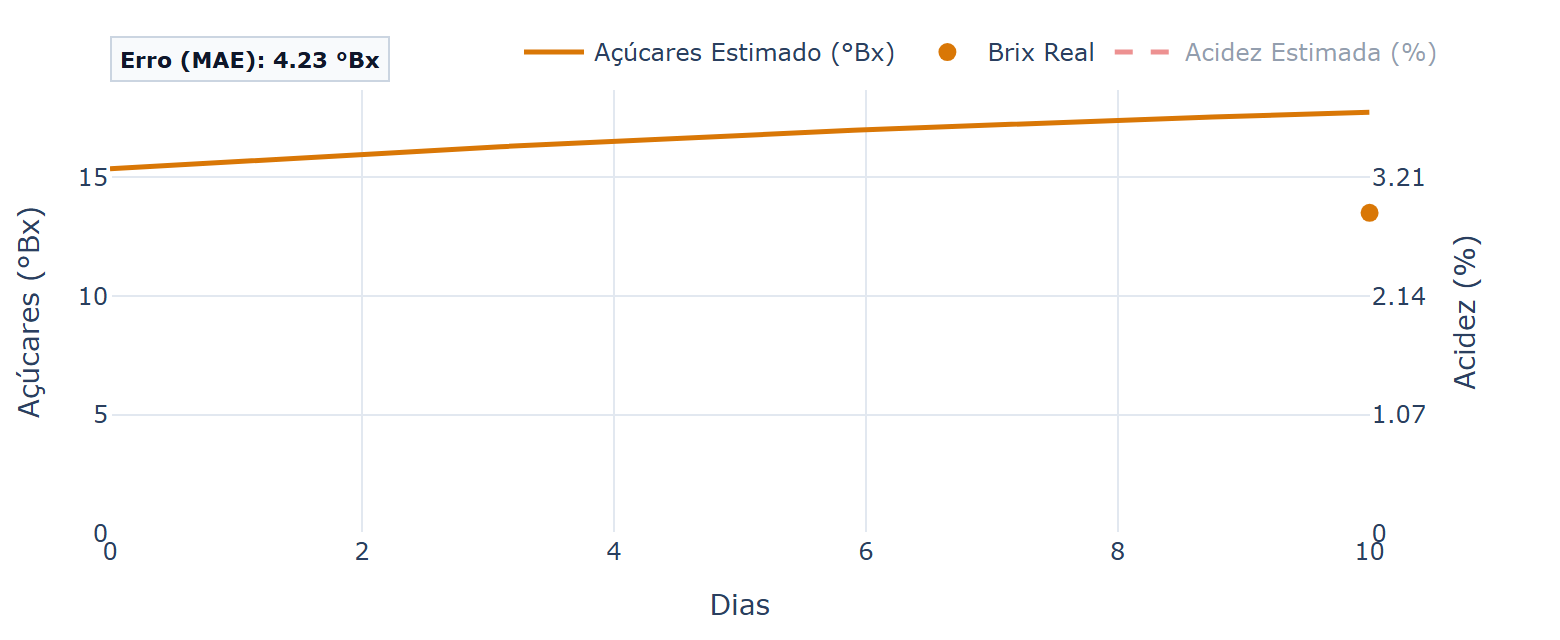 Erro (MAE): 4.23 ºBx
Açúcares Estimado (°Bx)
Brix Real
Acidez Estimada (%)
15
10
5
0
3.21
2.14
1.07
0
0
2
4
6
8
10
Açúcares (°Bx)
Acidez (%)
Dias